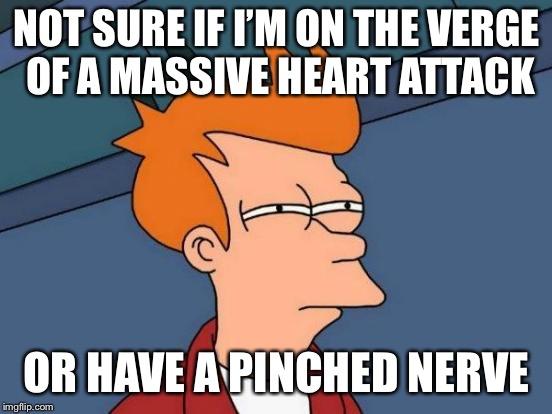 NOT SURE IF I'M ON THE VERGE
OF A MASSIVE HEART ATTACK
OR HAVE A PINCHED NERVE
imgflip.com